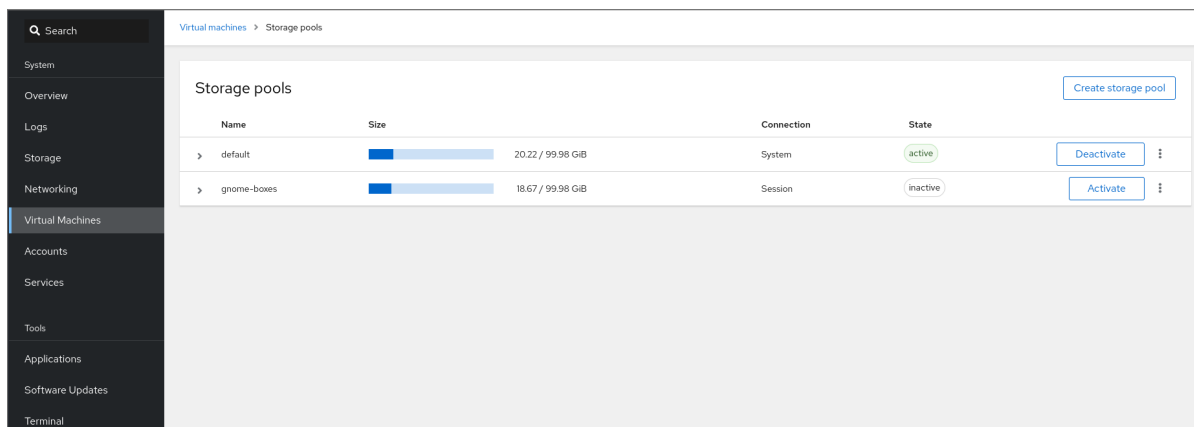 Search
System
Overview
Logs
Storage
Networking
Virtual Machines
Accounts
Services
Tools
Applications
Software Updates
Terminal
Virtual machines > Storage pools
Storage pools
Create storage pool
Name Size Connection State
default 20.22 / 99.98 GiB System active Deactivate
gnome-boxes 18.67 / 99.98 GiB Session inactive Activate